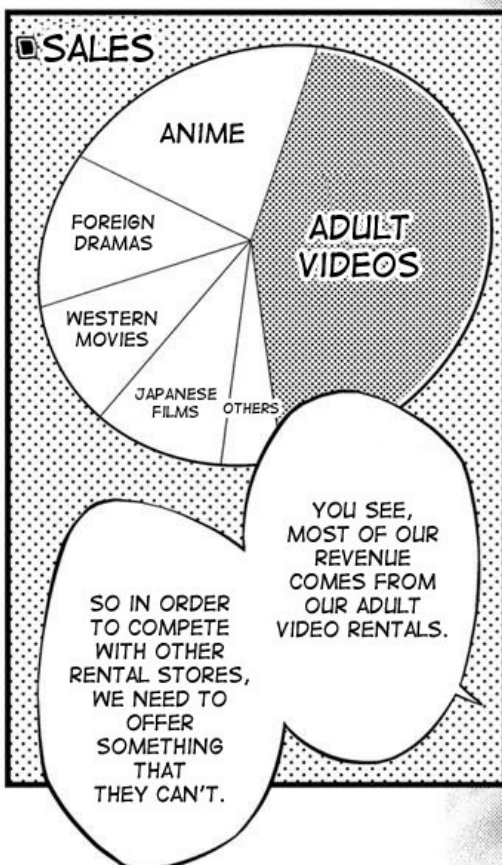 SALES
ANIME
ADULT
VIDEOS
FOREIGN
DRAMAS
WESTERN
MOVIES
JAPANESE
FILMS
OTHERS
YOU SEE,
MOST OF OUR
REVENUE
COMES FROM
OUR ADULT
VIDEO RENTALS.
SO IN ORDER
TO COMPETE
WITH OTHER
RENTAL STORES,
WE NEED TO
OFFER
SOMETHING
THAT
THEY CAN'T.